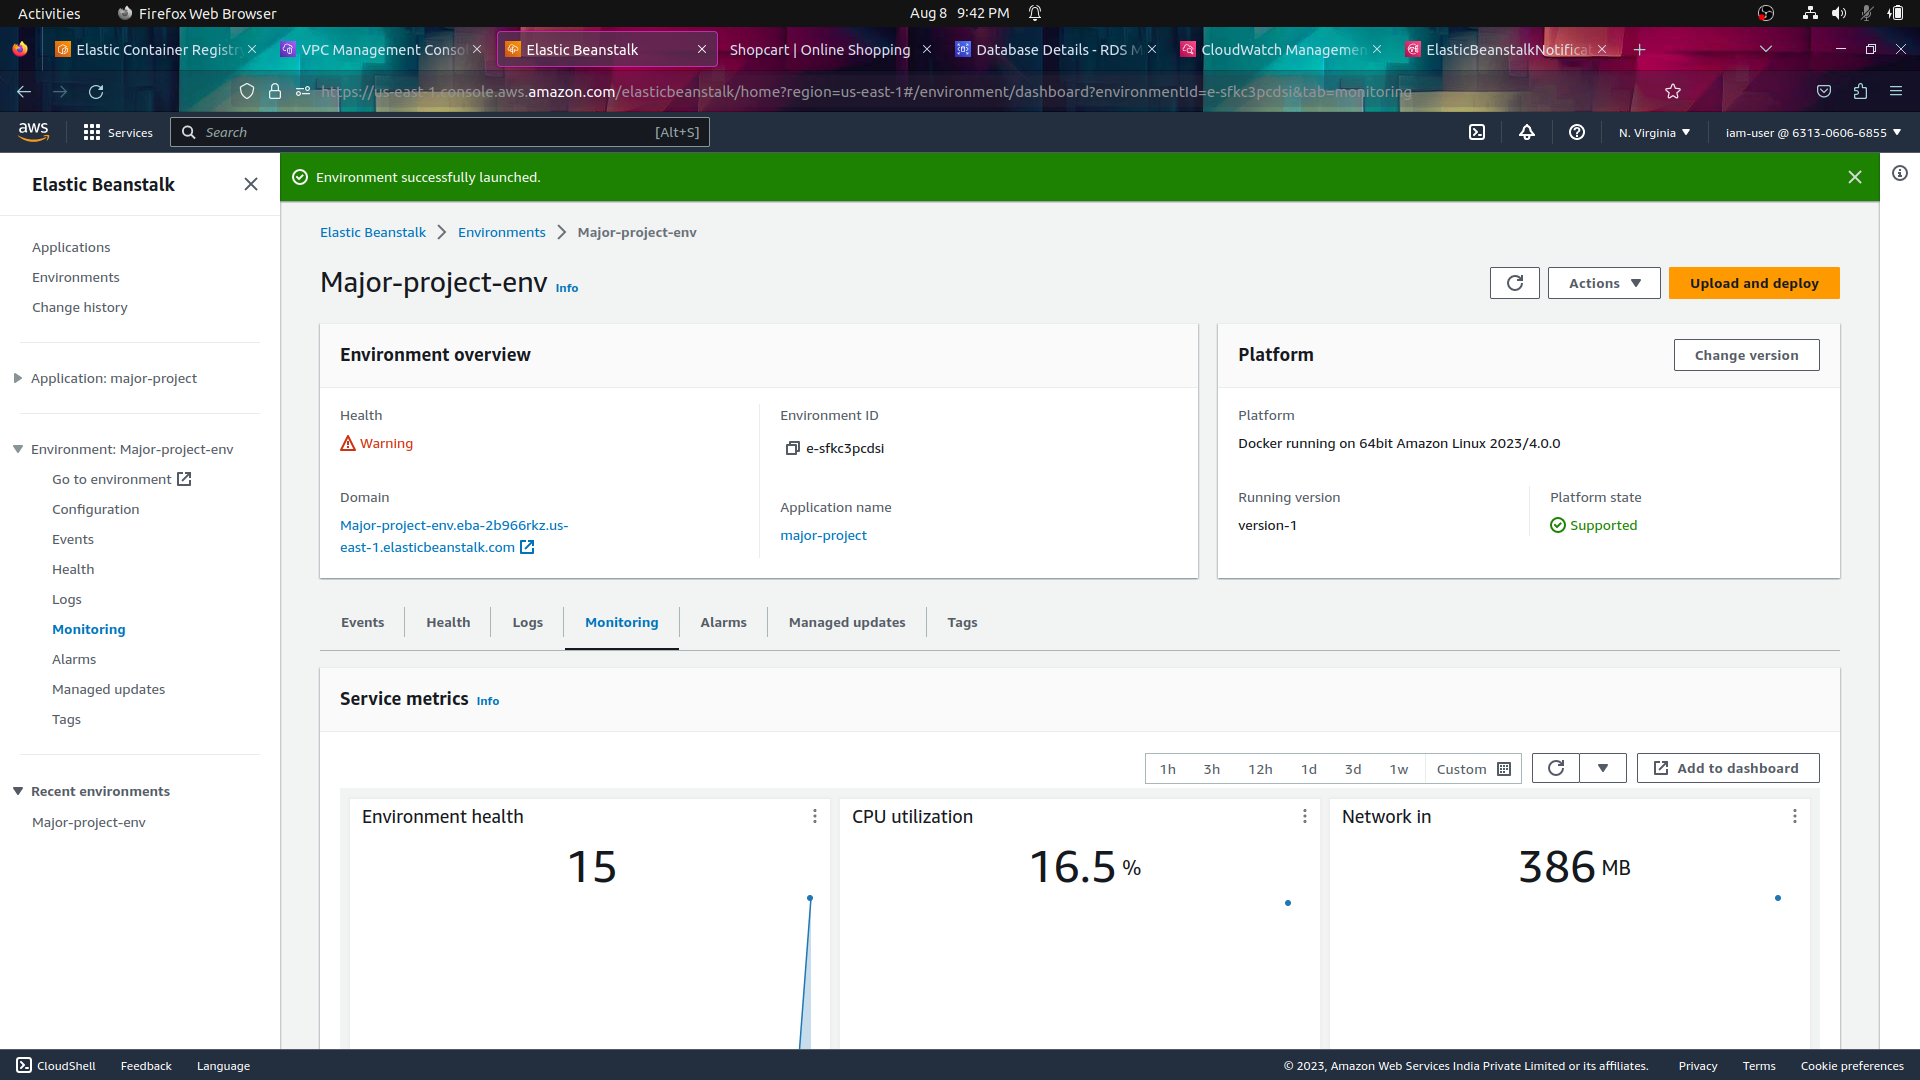 Activities Firefox Web Browser Aug 8 9:42 PM
Elastic Container Registr VPC Management Conso Elastic Beanstalk Shopcart | Online Shopping Database Details - RDS M CloudWatch Managemen ElasticBeanstalkNotificat
https://us-east-1.console.aws.amazon.com/elasticbeanstalk/home?region=us-east-1#/environment/dashboard?environmentId=e-sfkc3pcdsi&tab=monitoring
aws Services Search [Alt+S] N. Virginia iam-user @ 6313-0606-6855
Elastic Beanstalk
Applications
Environments
Change history
Application: major-project
Environment: Major-project-env
Go to environment
Configuration
Events
Health
Logs
Monitoring
Alarms
Managed updates
Tags
Recent environments
Major-project-env
Environment successfully launched.
Elastic Beanstalk Environments Major-project-env
Major-project-env Info
Actions Upload and deploy
Environment overview
Health
Warning
Domain
Major-project-env.eba-2b966rkz.us-
east-1.elasticbeanstalk.com
Environment ID
e-sfkc3pcdsi
Application name
major-project
Platform Change version
Platform
Docker running on 64bit Amazon Linux 2023/4.0.0
Running version
version-1
Platform state
Supported
Events Health Logs Monitoring Alarms Managed updates Tags
Service metrics Info
1h 3h 12h 1d 3d 1w Custom Add to dashboard
Environment health
15
CPU utilization
16.5 %
Network in
386 MB
CloudShell Feedback Language © 2023, Amazon Web Services India Private Limited or its affiliates. Privacy Terms Cookie preferences